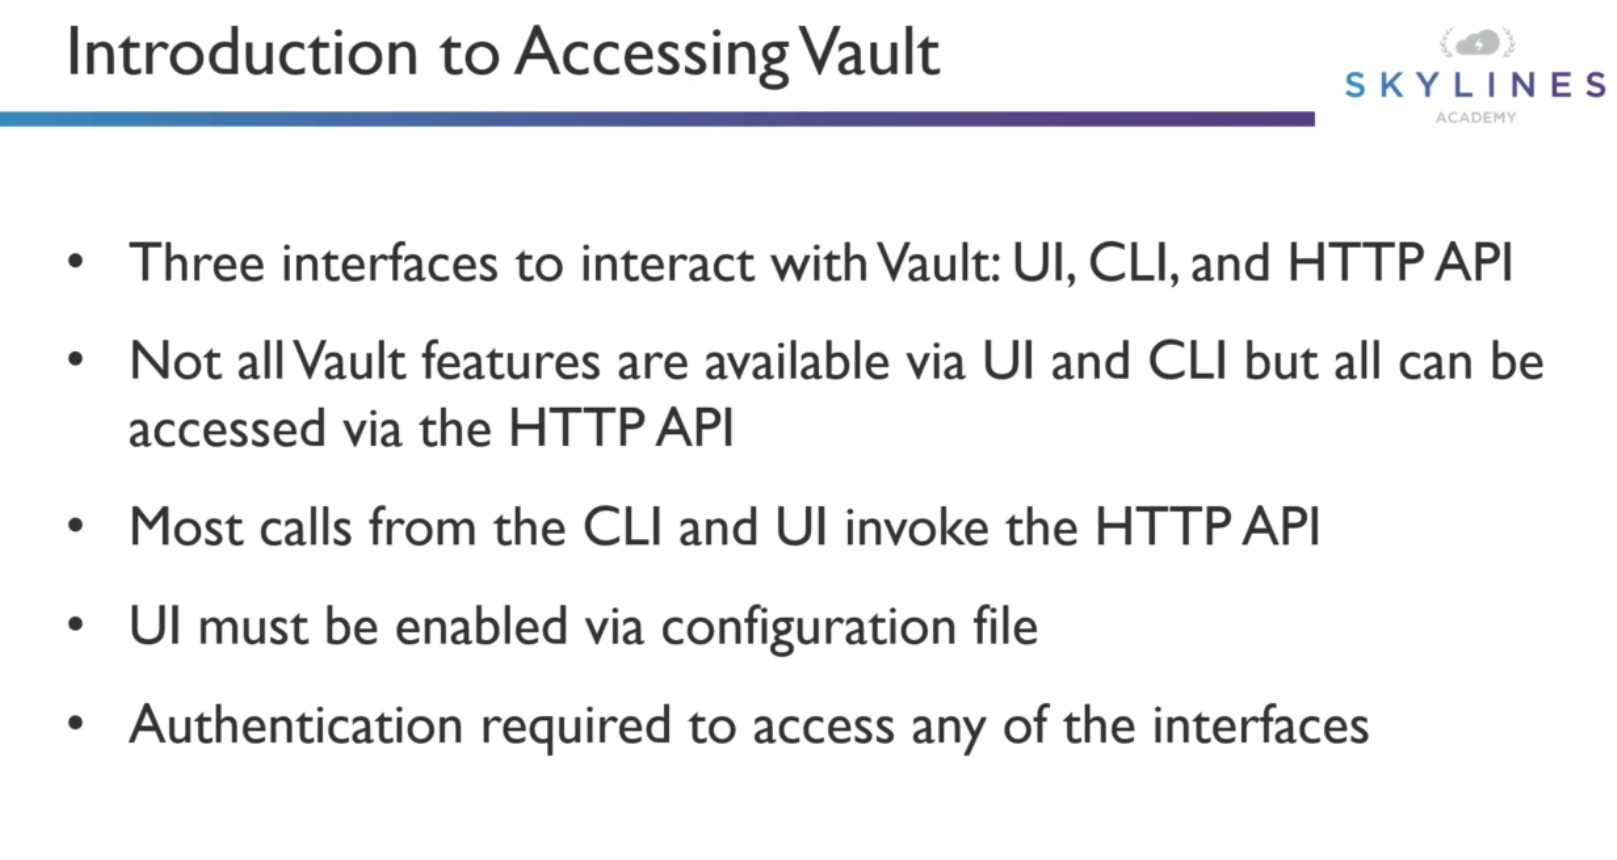 Introduction to Accessing Vault
SKYLINES
ACADEMY
• Three interfaces to interact with Vault: UI, CLI, and HTTP API
• Not all Vault features are available via UI and CLI but all can be
accessed via the HTTP API
• Most calls from the CLI and UI invoke the HTTP API
• UI must be enabled via configuration file
• Authentication required to access any of the interfaces